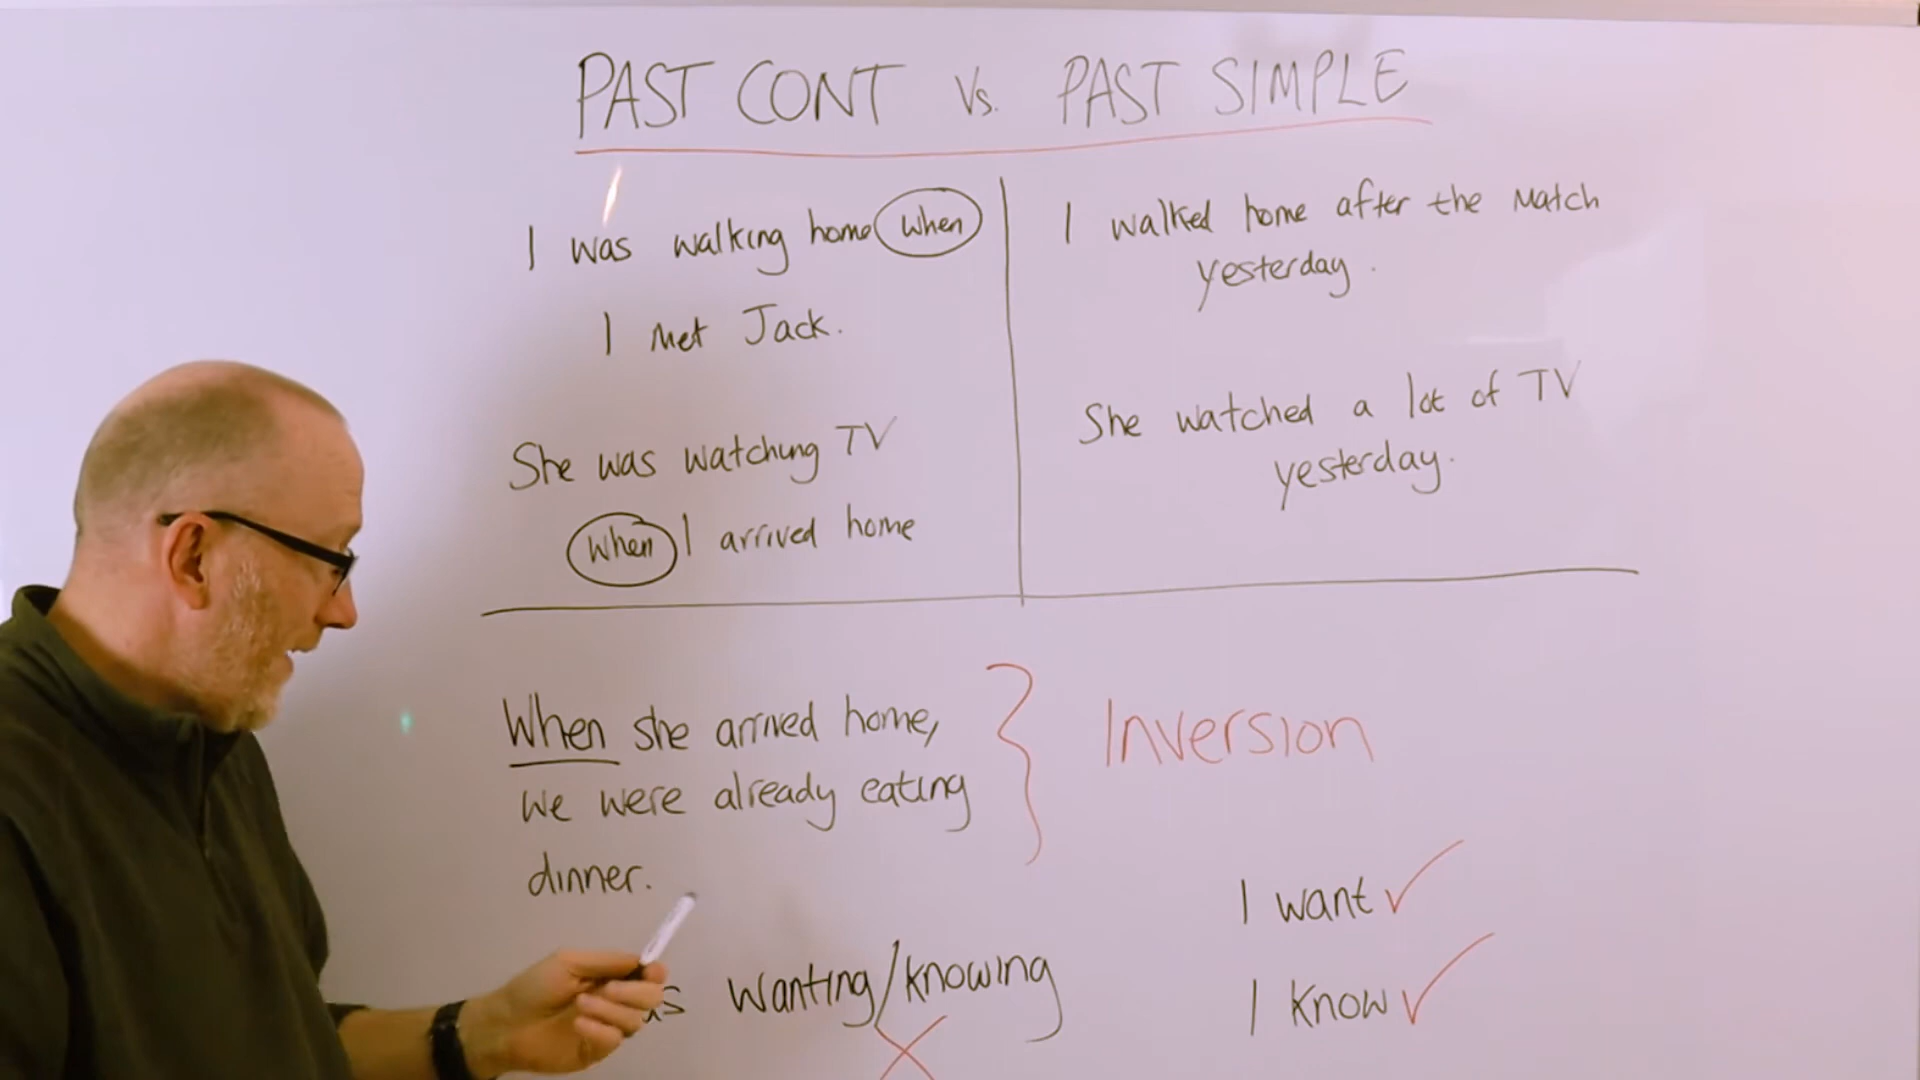 PAST CONT Vs. PAST SIMPLE
I was walking home when
I met Jack.
She was watching TV
when I arrived home
I walked home after the match
yesterday.
She watched a lot of TV
yesterday.
When she arrived home,
we were already eating
dinner.
Inversion
wanting/knowing
I want
I know